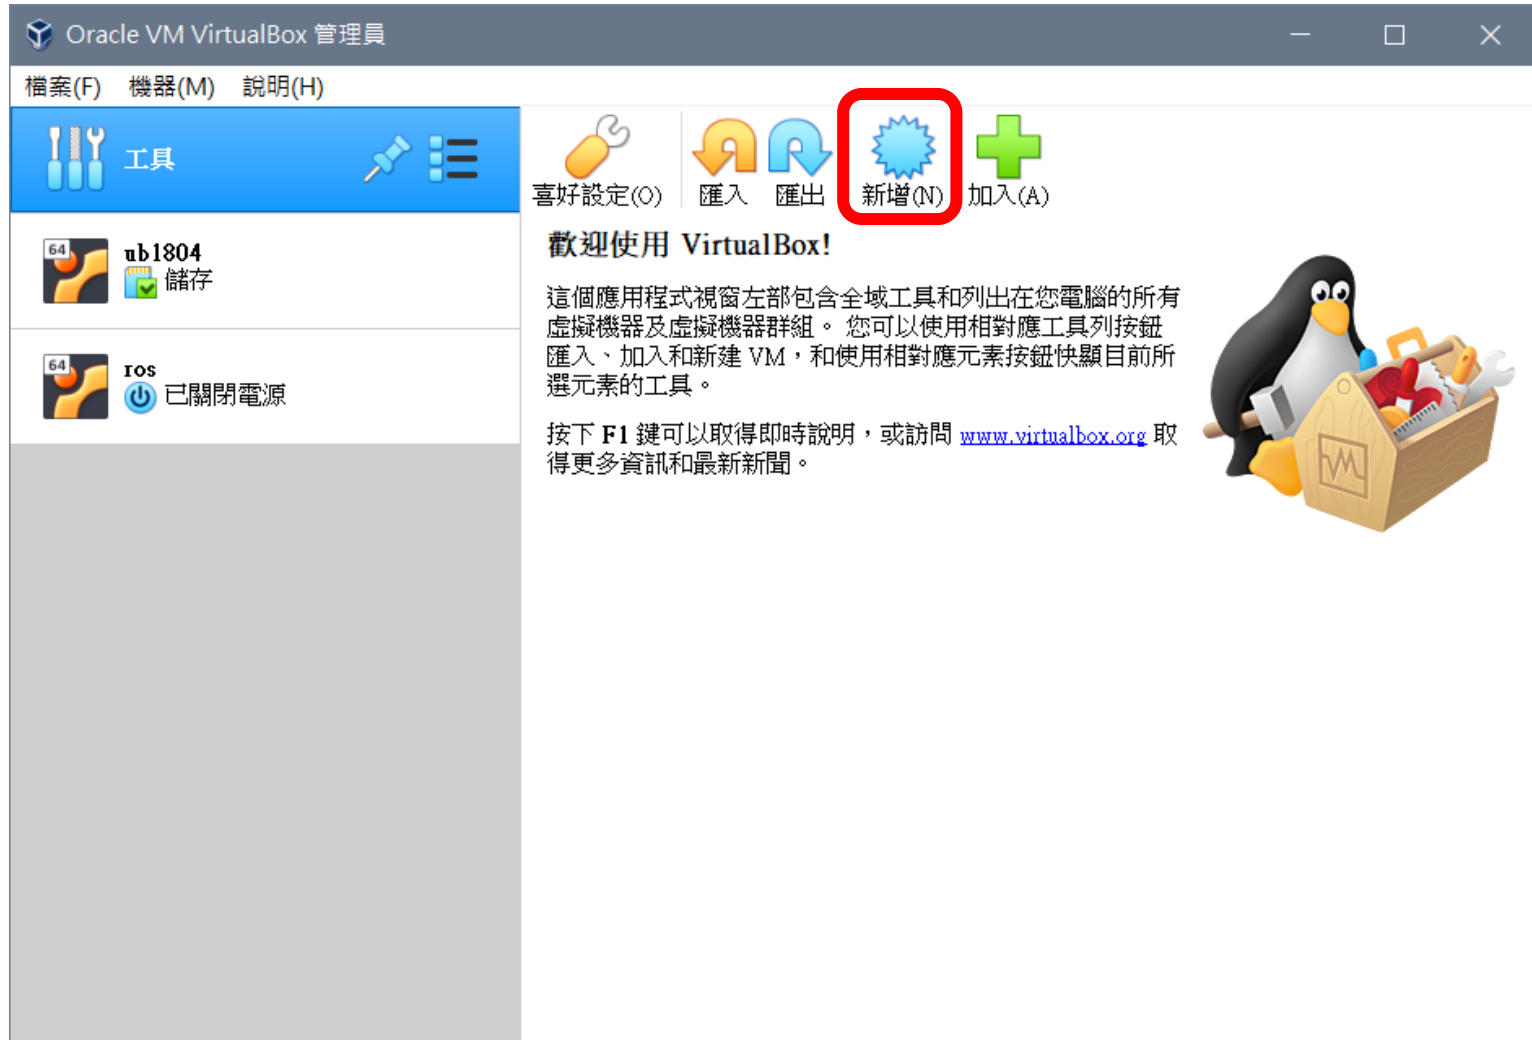 Oracle VM VirtualBox 管理員
檔案(F) 機器(M) 說明(H)
工具
喜好設定(O) 匯入 匯出 新增(N) 加入(A)
64
ub1804
儲存
64
ros
已關閉電源
歡迎使用 VirtualBox!
這個應用程式視窗左部包含全域工具和列出在您電腦的所有
虛擬機器及虛擬機器群組。 您可以使用相對應工具列按鈕
匯入、加入和新建 VM，和使用相對應元素按鈕快顯目前所
選元素的工具。
按下 F1 鍵可以取得即時說明，或訪問 www.virtualbox.org 取
得更多資訊和最新新聞。